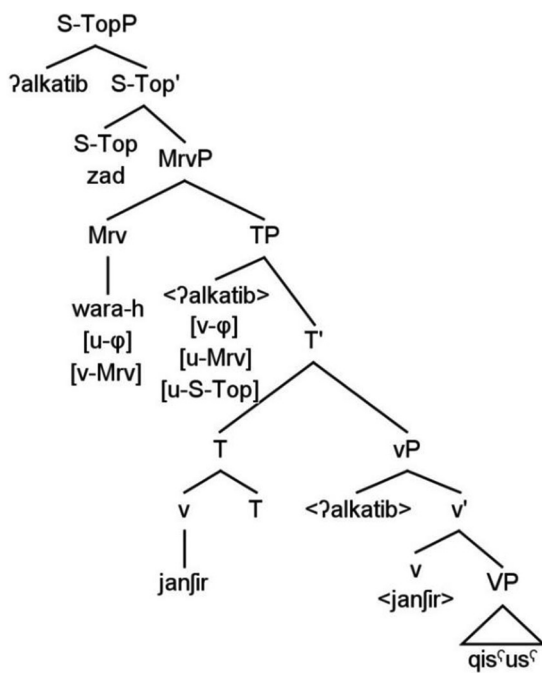 S-TopP
ʔalkatib S-Top'
S-Top MrvP
zad
Mrv TP
wara-h <ʔalkatib>
[u-φ] [v-φ] T'
[v-Mrv] [u-Mrv]
[u-S-Top]
T vP
v T <ʔalkatib> v'
janʃir v VP
<janʃir>
qisˤusˤ